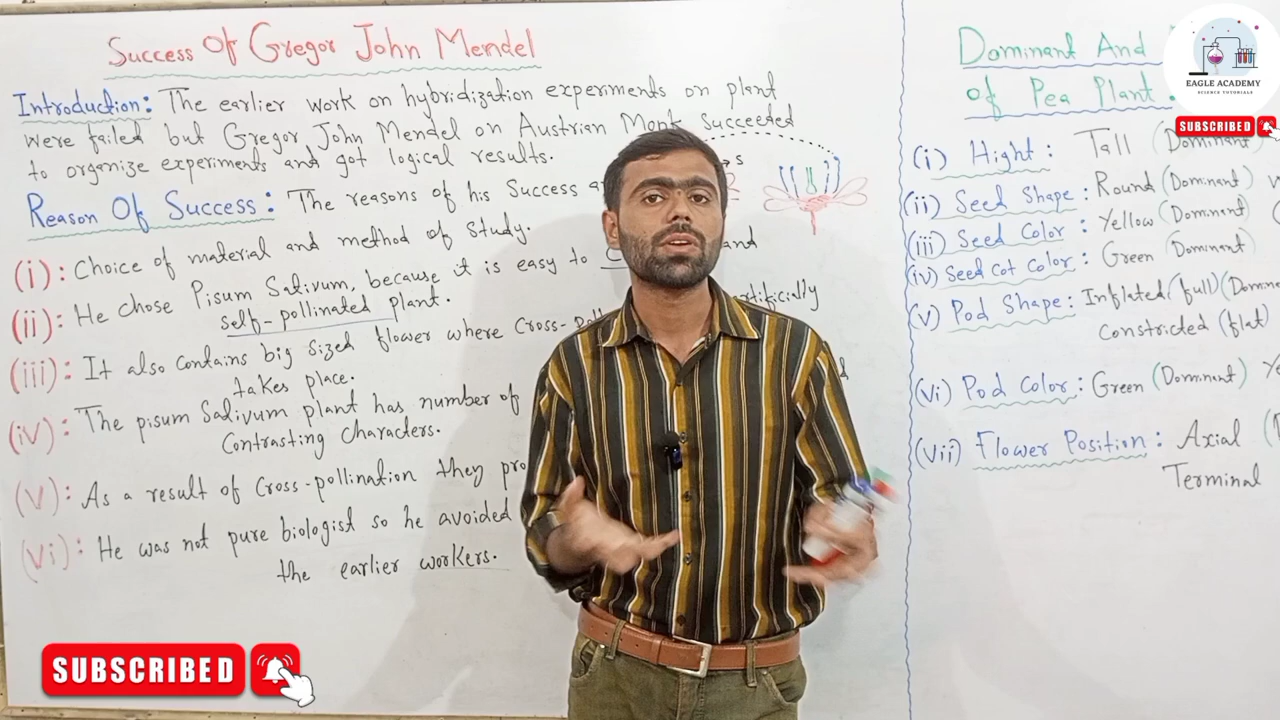 Success Of Gregor John Mendel
Introduction: The earlier work on hybridization experiments on plant
were failed but Gregor John Mendel on Austrian Monk succeeded
to organize experiments and got logical results.
Reason Of Success: The reasons of his Success
(i): Choice of material and method of study.
(ii): He chose Pisum Sativum, because it is easy to and
self-pollinated plant.
(iii): It also contains big sized flower where Cross- artificially
takes place.
(iv): The pisum Sativum plant has number of
Contrasting Characters.
(v): As a result of Cross-pollination they
(vi): He was not pure biologist so he avoided
the earlier workers.
s
Dominant And
of Pea Plant.
(i) Hight: Tall (Dominant
(ii) Seed Shape: Round (Dominant)
(iii) Seed Color: Yellow (Dominant)
(iv) Seed Cot Color: Green (Dominant)
(v) Pod Shape: Inflated (full)
Constricted (flat)
(vi) Pod Color: Green (Dominant)
(vii) Flower Position: Axial
Terminal
EAGLE ACADEMY
SCIENCE TUTORIALS
SUBSCRIBED
SUBSCRIBED